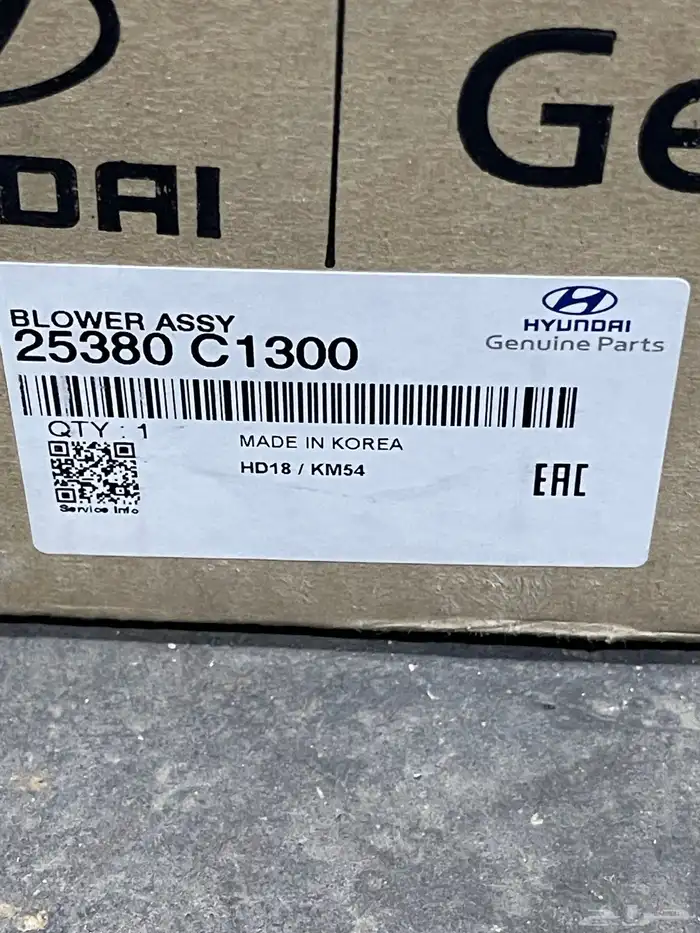 DAI
Ge
BLOWER ASSY
25380 C1300
HYUNDAI
Genuine Parts
QTY : 1
MADE IN KOREA
HD18 / KM54
EAC
Service Info